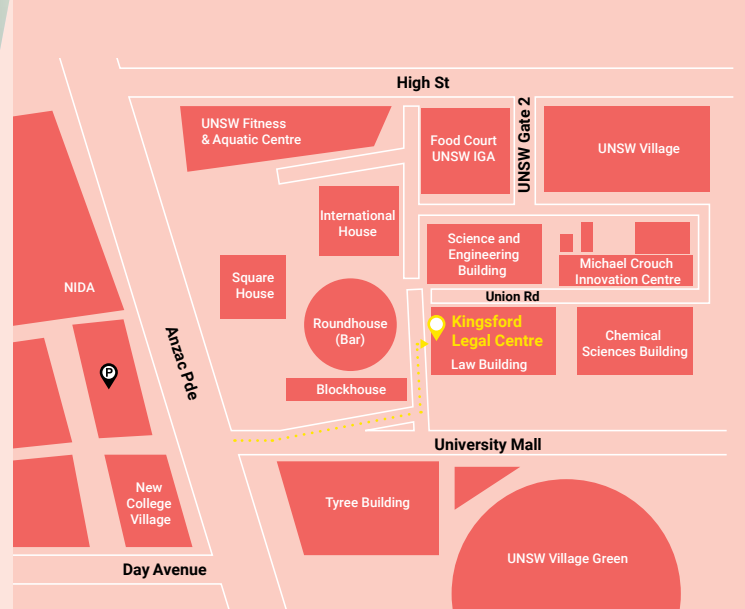 High St
UNSW Gate 2
UNSW Fitness
& Aquatic Centre
Food Court
UNSW IGA
UNSW Village
International
House
Science and
Engineering
Building
Michael Crouch
Innovation Centre
Square
House
NIDA
Union Rd
Roundhouse
(Bar)
Kingsford
Legal Centre
Law Building
Chemical
Sciences Building
Anzac Pde
P
Blockhouse
University Mall
New
College
Village
Tyree Building
UNSW Village Green
Day Avenue